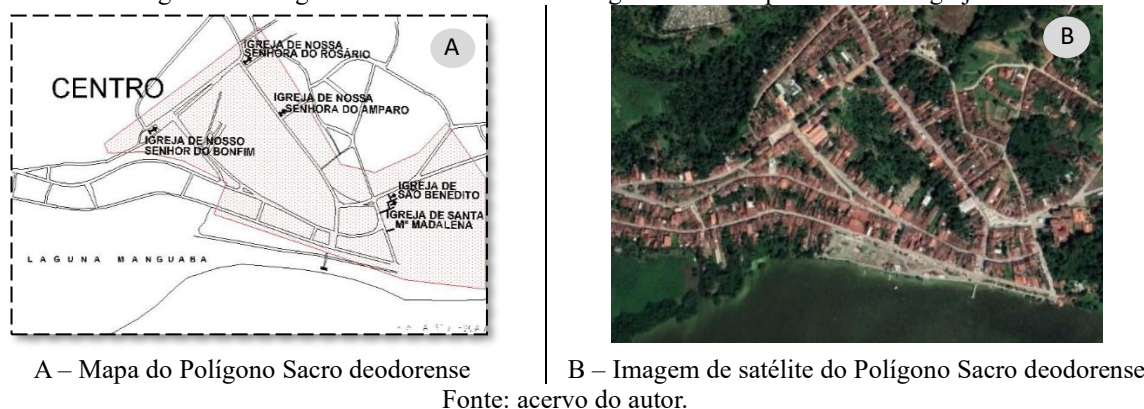 A
IGREJA DE NOSSA
SENHORA DO ROSÁRIO
CENTRO
IGREJA DE NOSSA
SENHORA DO AMPARO
IGREJA DE NOSSO
SENHOR DO BONFIM
IGREJA DE
SÃO BENEDITO
IGREJA DE SANTA
Mª MADALENA
LAGUNA MANGUABA
B
A – Mapa do Polígono Sacro deodorense
B – Imagem de satélite do Polígono Sacro deodorense
Fonte: acervo do autor.